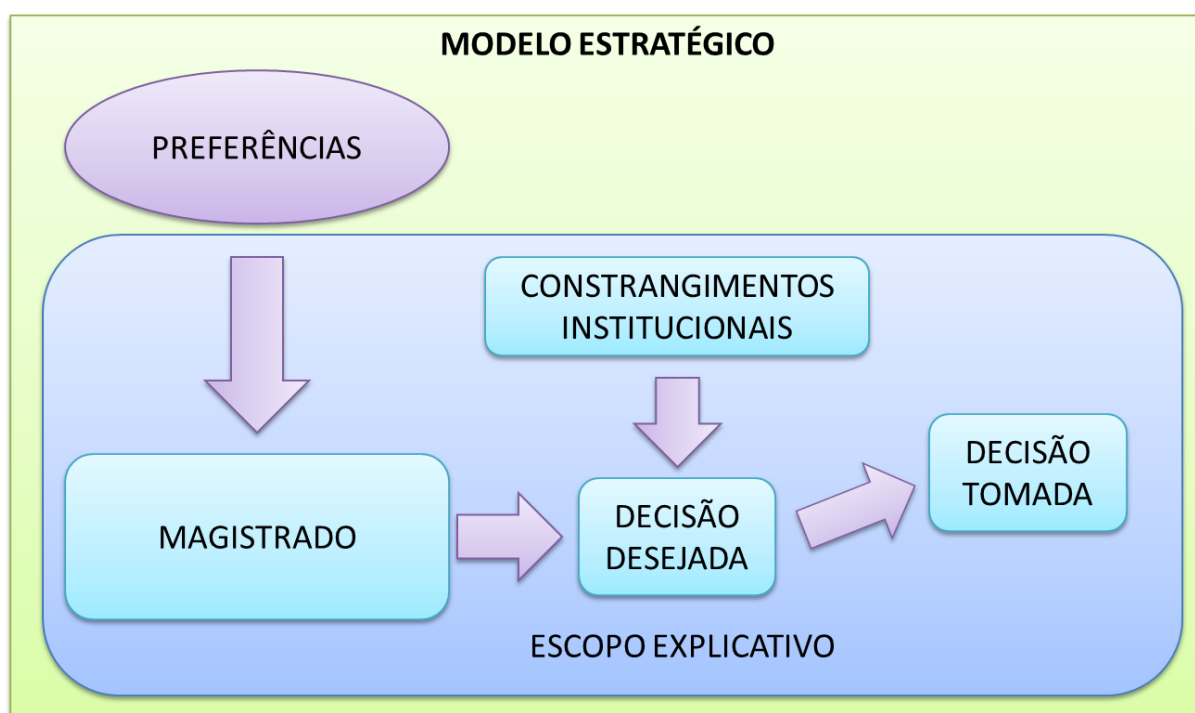 MODELO ESTRATÉGICO
PREFERÊNCIAS
CONSTRANGIMENTOS
INSTITUCIONAIS
DECISÃO
TOMADA
MAGISTRADO
DECISÃO
DESEJADA
ESCOPO EXPLICATIVO